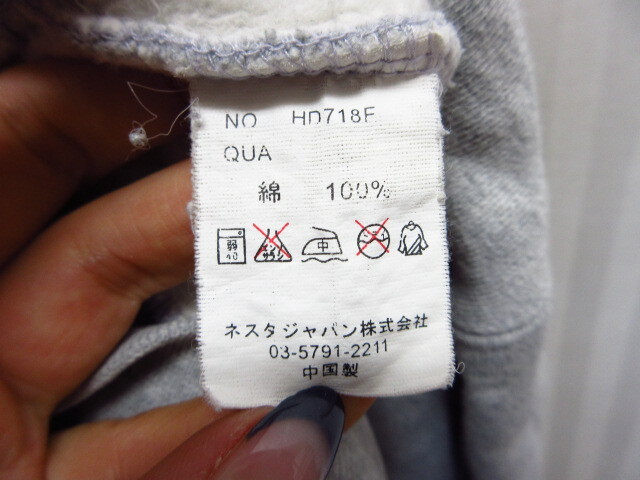 NO HD718F
QUA
綿 100%
弱
40
中
ネスタジャパン株式会社
03-5791-2211
中国製